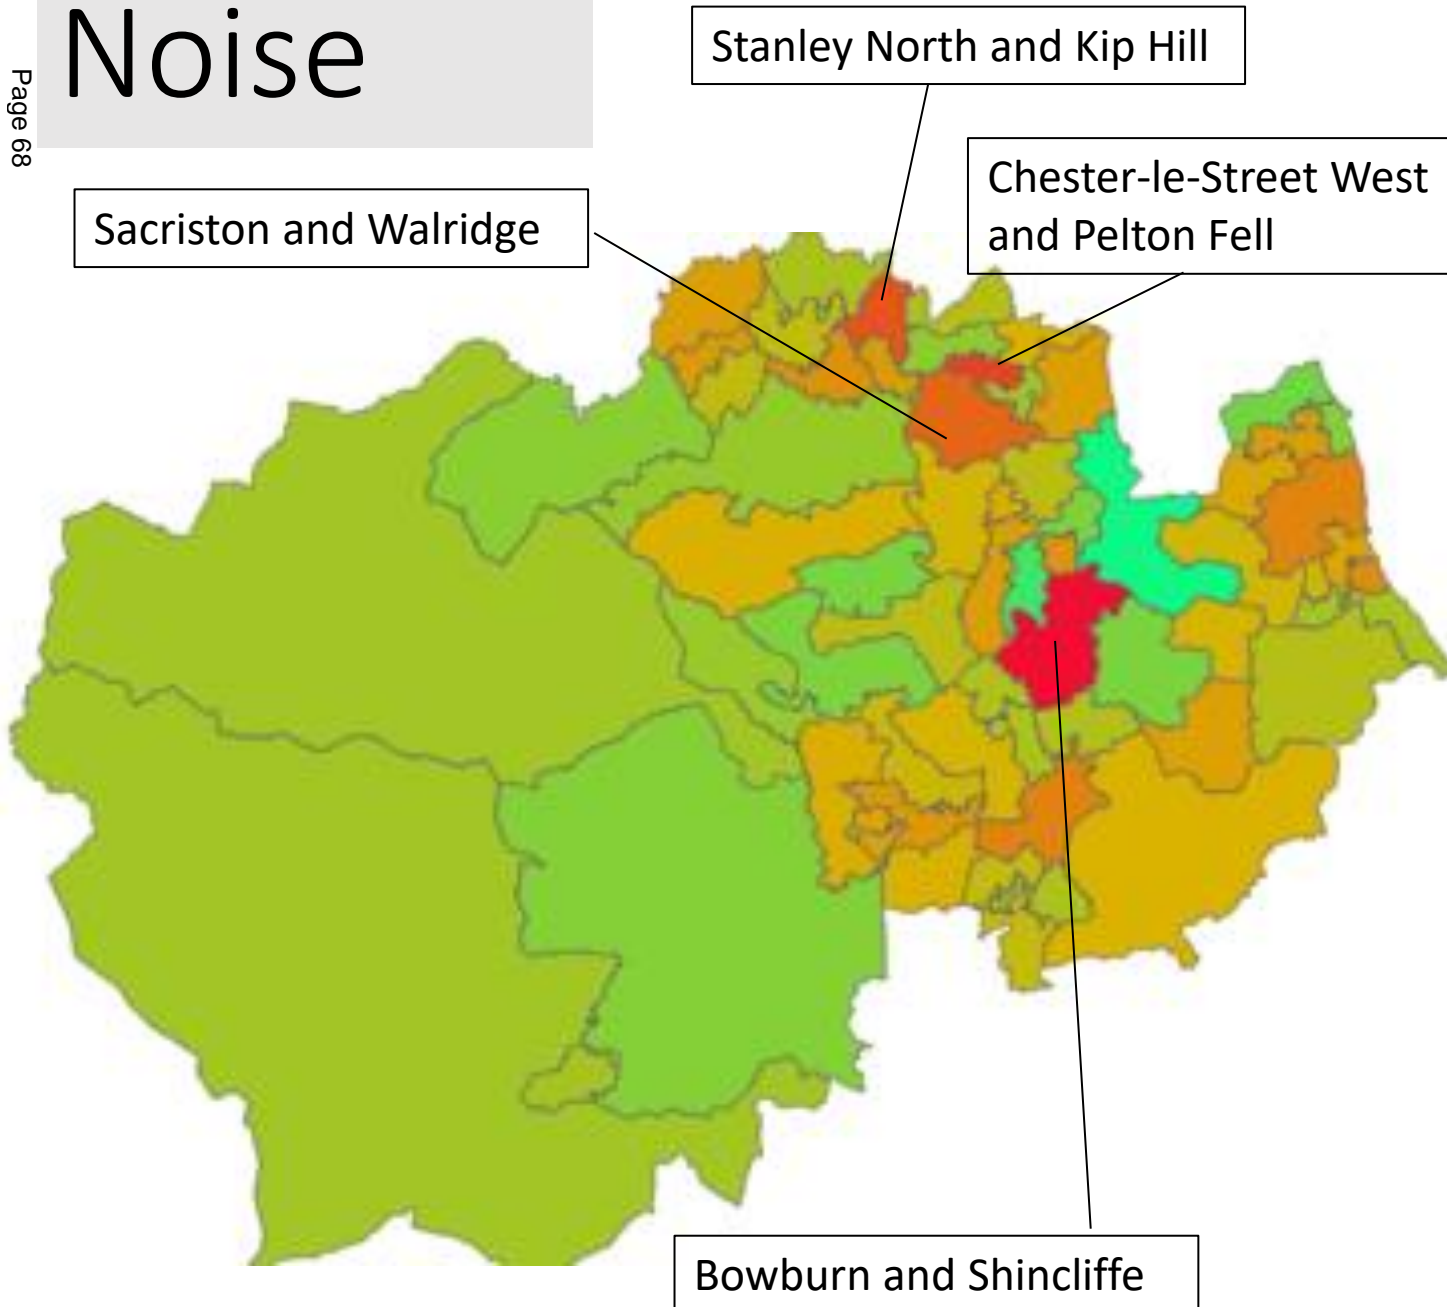 Noise
Page 68
Stanley North and Kip Hill
Chester-le-Street West
and Pelton Fell
Sacriston and Walridge
Bowburn and Shincliffe